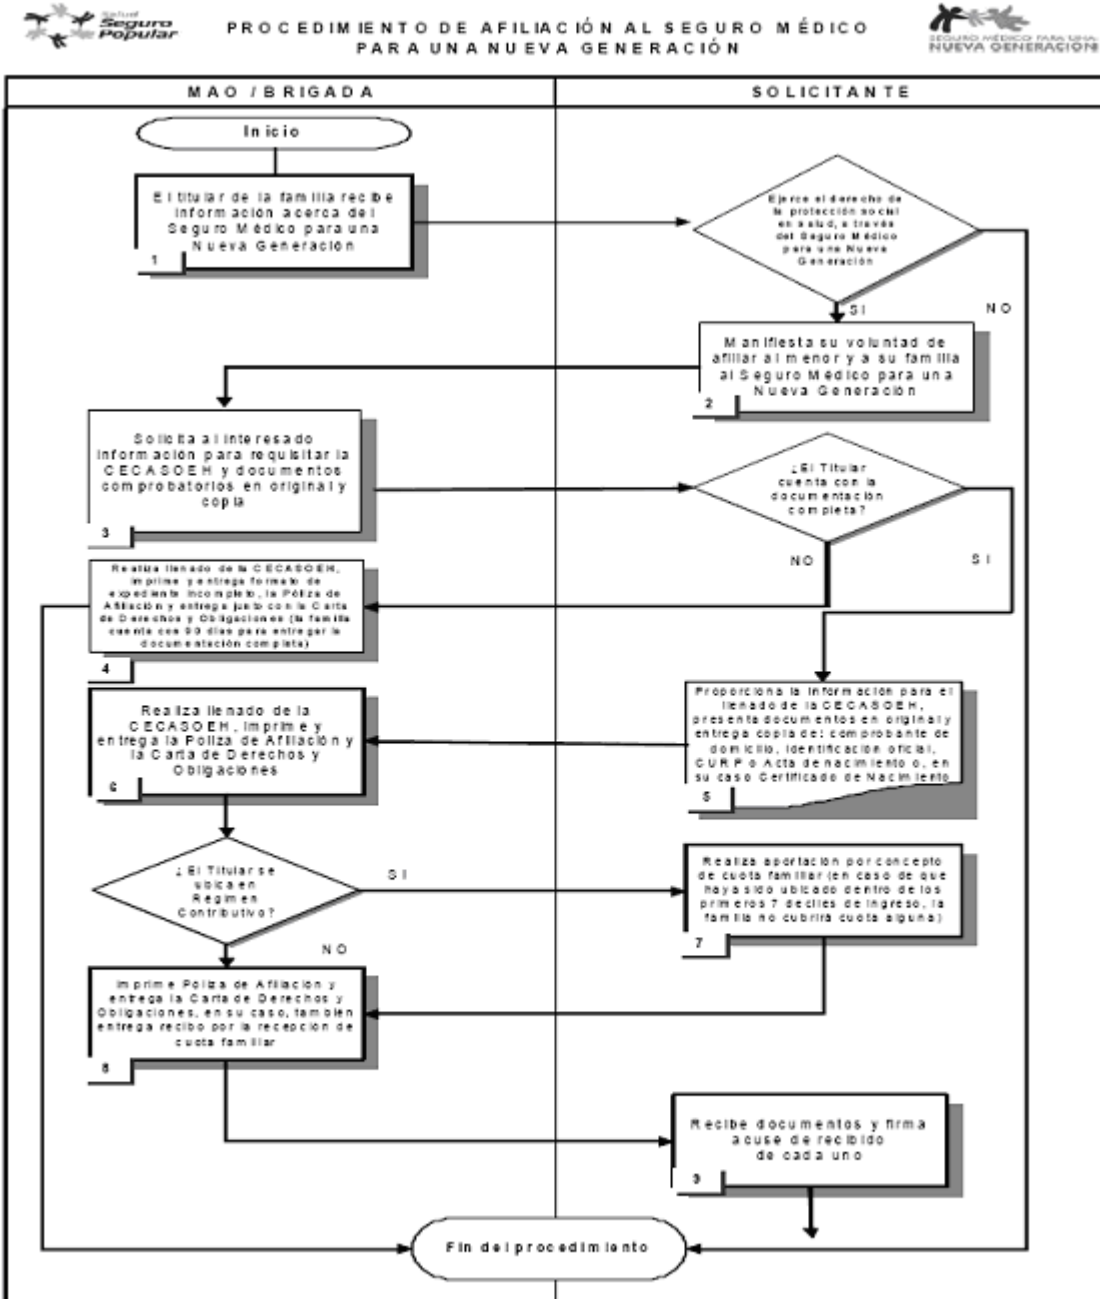 Salud
Seguro
Popular
PROCEDIMIENTO DE AFILIACIÓN AL SEGURO MÉDICO
PARA UNA NUEVA GENERACIÓN
SEGURO MÉDICO PARA UNA
NUEVA GENERACIÓN
MAO / BRIGADA
SOLICITANTE
Inicio
El titular de la familia recibe
información acerca del
Seguro Médico para una
Nueva Generación
1
Ejerce el derecho de
la protección social
en salud, a través
del Seguro Médico
para una Nueva
Generación
SI
NO
Manifiesta su voluntad de
afiliar al menor y a su familia
al Seguro Médico para una
Nueva Generación
2
Solicita al interesado
información para requisitar la
CECASOEH y documentos
comprobatorios en original y
copia
3
¿El Titular
cuenta con la
documentación
completa?
NO
SI
Realiza llenado de la CECASOEH,
imprime y entrega formato de
expediente incompleto, la Póliza de
Afiliación y entrega junto con la Carta
de Derechos y Obligaciones (la familia
cuenta con 90 días para entregar la
documentación completa)
4
Proporciona la información para el
llenado de la CECASOEH,
presenta documentos en original y
entrega copia de: comprobante de
domicilio, identificación oficial,
CURP o Acta de nacimiento o, en
su caso Certificado de Nacimiento
5
Realiza llenado de la
CECASOEH, imprime y
entrega la Poliza de Afiliación y
la Carta de Derechos y
Obligaciones
6
¿El Titular se
ubica en
Régimen
Contributivo?
SI
NO
Realiza aportación por concepto
de cuota familiar (en caso de que
haya sido ubicado dentro de los
primeros 7 deciles de ingreso, la
familia no cubrirá cuota alguna)
7
Imprime Poliza de Afiliación y
entrega la Carta de Derechos y
Obligaciones, en su caso, también
entrega recibo por la recepción de
cuota familiar
8
Recibe documentos y firma
acuse de recibido
de cada uno
9
Fin del procedimiento